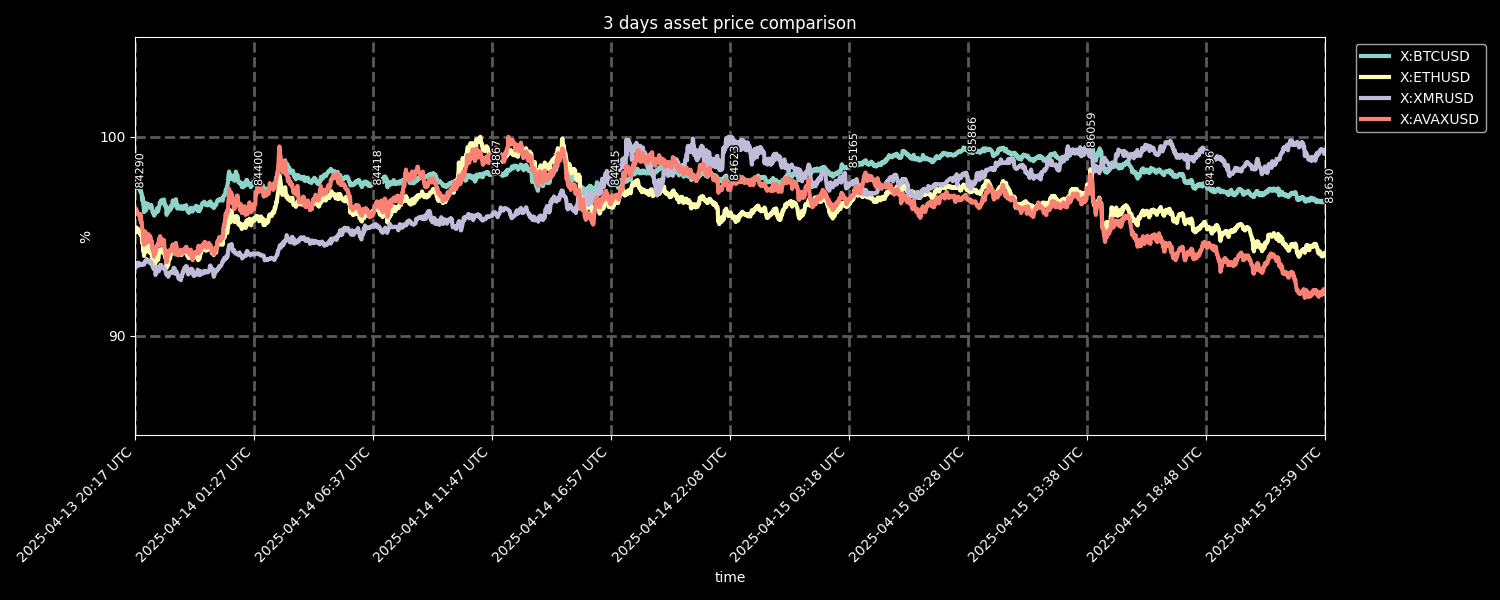 3 days asset price comparison
X:BTCUSD
X:ETHUSD
X:XMRUSD
X:AVAXUSD
100
90
%
84290
84400
84418
84867
84623
85165
85866
86059
84396
83630
2025-04-13 20:17 UTC
2025-04-14 01:27 UTC
2025-04-14 06:37 UTC
2025-04-14 11:47 UTC
2025-04-14 16:57 UTC
2025-04-14 22:08 UTC
2025-04-15 03:18 UTC
2025-04-15 08:28 UTC
2025-04-15 13:38 UTC
2025-04-15 18:48 UTC
2025-04-15 23:59 UTC
time